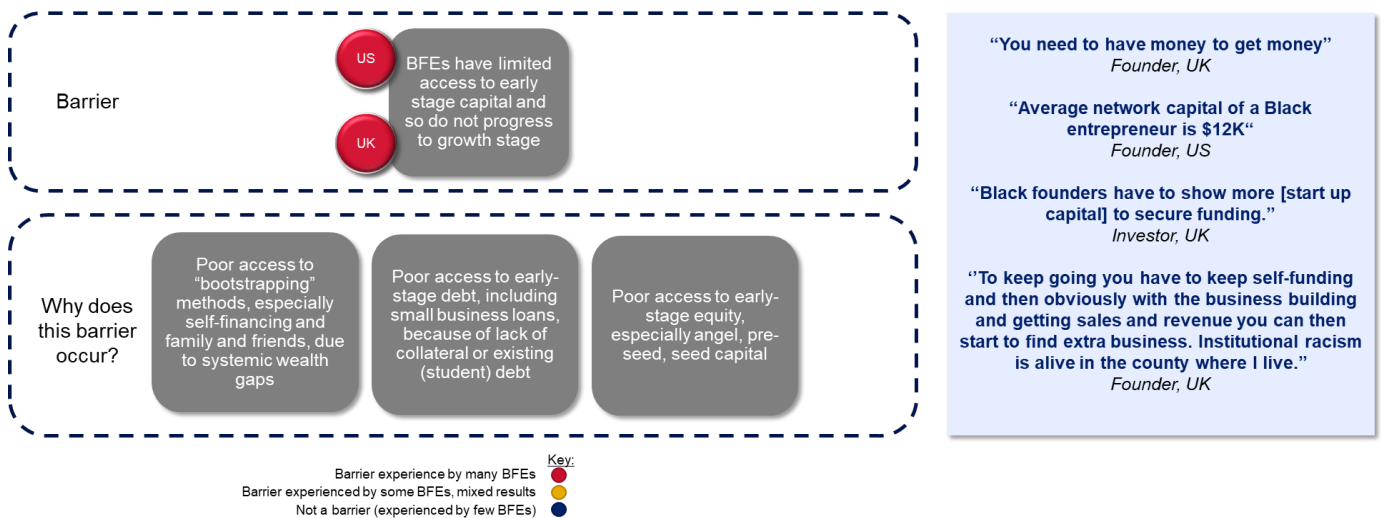 Barrier
US
UK
BFEs have limited
access to early
stage capital and
so do not progress
to growth stage
Why does
this barrier
occur?
Poor access to
“bootstrapping”
methods, especially
self-financing and
family and friends, due
to systemic wealth
gaps
Poor access to early-
stage debt, including
small business loans,
because of lack of
collateral or existing
(student) debt
Poor access to early-
stage equity,
especially angel, pre-
seed, seed capital
Key:
Barrier experience by many BFEs
Barrier experienced by some BFEs, mixed results
Not a barrier (experienced by few BFEs)
“You need to have money to get money”
Founder, UK
“Average network capital of a Black
entrepreneur is $12K“
Founder, US
“Black founders have to show more [start up
capital] to secure funding.”
Investor, UK
‘’To keep going you have to keep self-funding
and then obviously with the business building
and getting sales and revenue you can then
start to find extra business. Institutional racism
is alive in the county where I live.”
Founder, UK